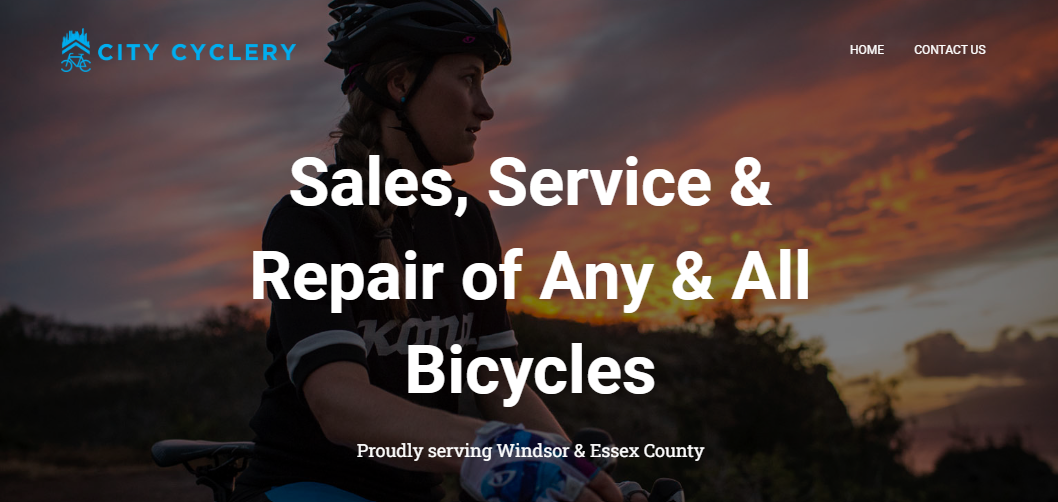 CITY CYCLERY
HOME
CONTACT US
Sales, Service &
Repair of Any & All
Bicycles
Proudly serving Windsor & Essex County